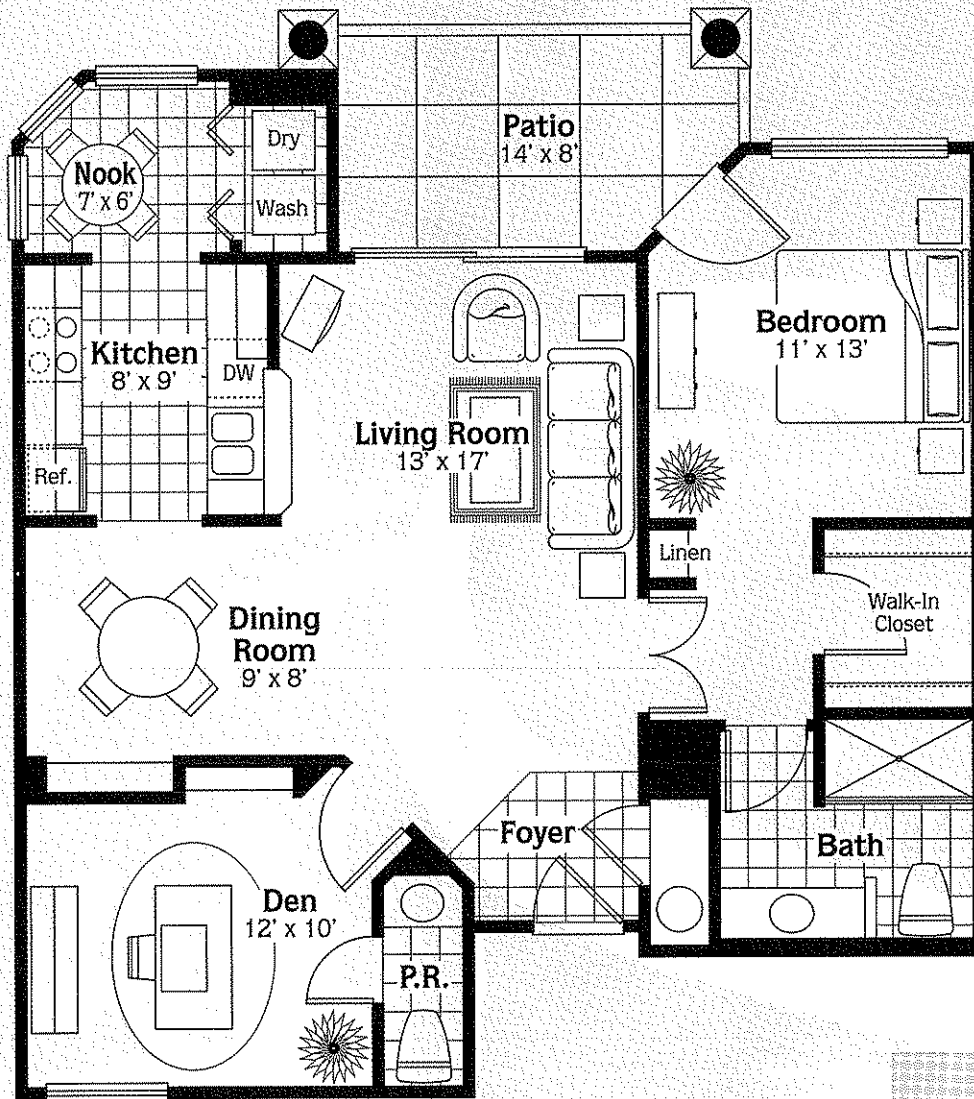 Patio
14' x 8'
Dry
Wash
Nook
7' x 6'
Kitchen
8' x 9'
DW
Ref.
Living Room
13' x 17'
Bedroom
11' x 13'
Linen
Walk-In
Closet
Dining
Room
9' x 8'
Foyer
Bath
Den
12' x 10'
P.R.